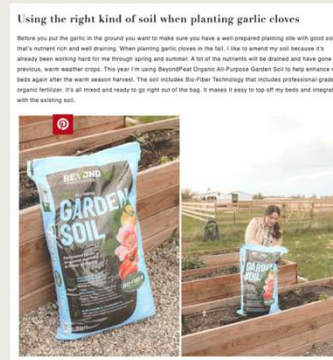 Using the right kind of soil when planting garlic cloves
Before you put the garlic in the ground you want to make sure you have a well-prepared planting site with good so
that's nutrient rich and well draining. When planting garlic cloves in the fall, I like to amend my soil because it's
already been working hard for me through spring and summer. A lot of the nutrients will be drained and have gone
previous, warm weather crops. This year I'm using BeyondPeat Organic All-Purpose Garden Soil to help enhance
beds again after the warm season harvest. The soil includes Bio-Fiber Technology that includes professional-grade
organic fertilizer. It's all mixed and ready to go right out of the bag. It makes it easy to top off my beds and integrat
with the existing soil.
BEYOND
GARDEN
SOIL
GARDEN
SOIL